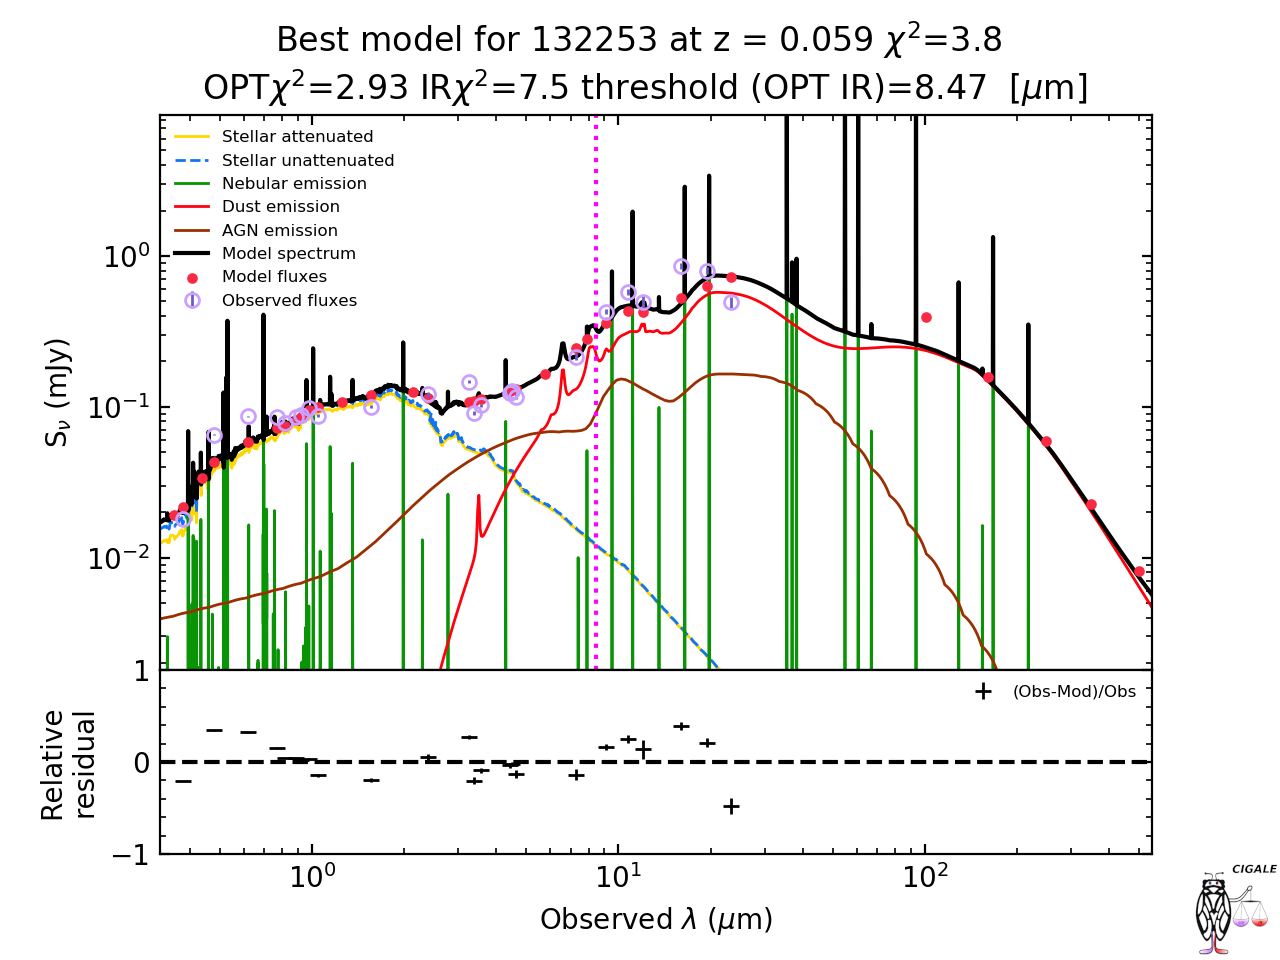 Best model for 132253 at z = 0.059 χ²=3.8
OPTχ²=2.93 IRχ²=7.5 threshold (OPT IR)=8.47 [μm]
Stellar attenuated
Stellar unattenuated
Nebular emission
Dust emission
AGN emission
Model spectrum
Model fluxes
Observed fluxes
10⁰
10⁻¹
10⁻²
S_ν (mJy)
1
0
−1
Relative
residual
(Obs-Mod)/Obs
10⁰ 10¹ 10²
Observed λ (μm)
CIGALE